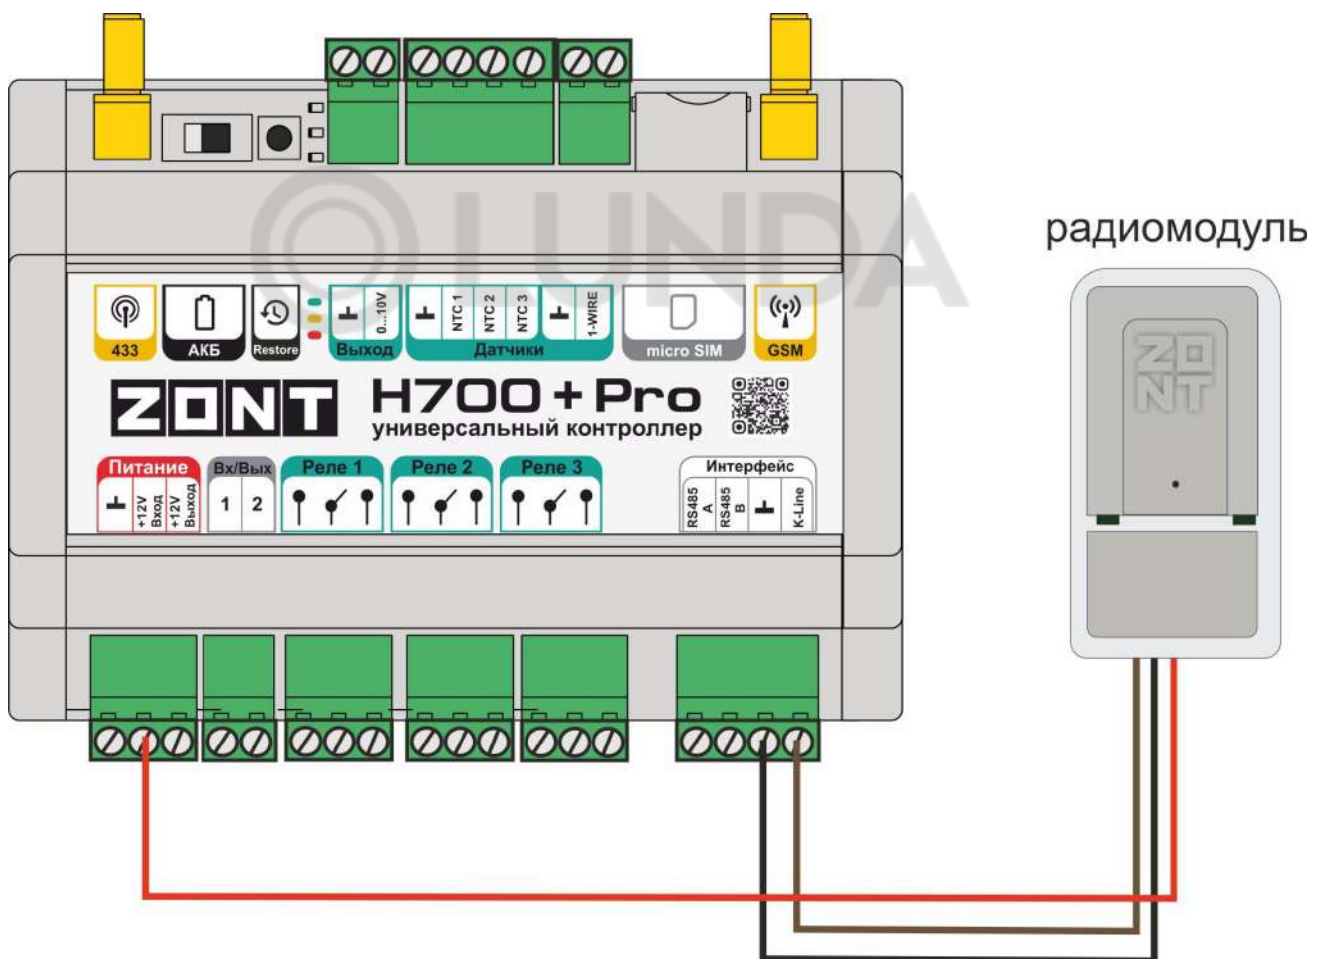 LUNDA
радиомодуль
433
АКБ
Restore
0...10V
Выход
NTC 1
NTC 2
NTC 3
1-WIRE
Датчики
micro SIM
GSM
ZONT
H700+Pro
универсальный контроллер
ZONT
Питание
+12V Вход
+12V Выход
Вх/Вых
1 2
Реле 1
Реле 2
Реле 3
Интерфейс
RS485 A
RS485 B
K-Line